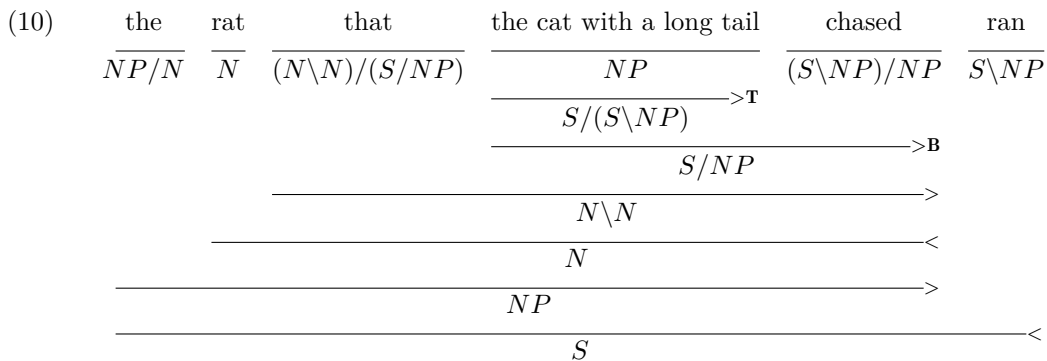 (10) the rat that the cat with a long tail chased ran
NP/N N (N\N)/(S/NP) NP (S\NP)/NP S\NP
>T
S/(S\NP)
>B
S/NP
>
N\N
<
N
>
NP
<
S